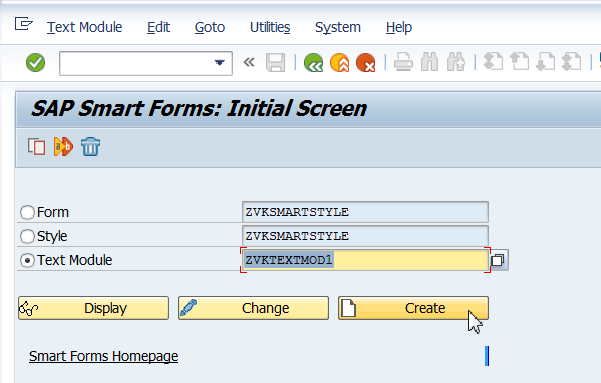 Text Module Edit Goto Utilities System Help
SAP Smart Forms: Initial Screen
Form ZVKSMARTSTYLE
Style ZVKSMARTSTYLE
Text Module ZVKTEXTMOD1
Display Change Create
Smart Forms Homepage